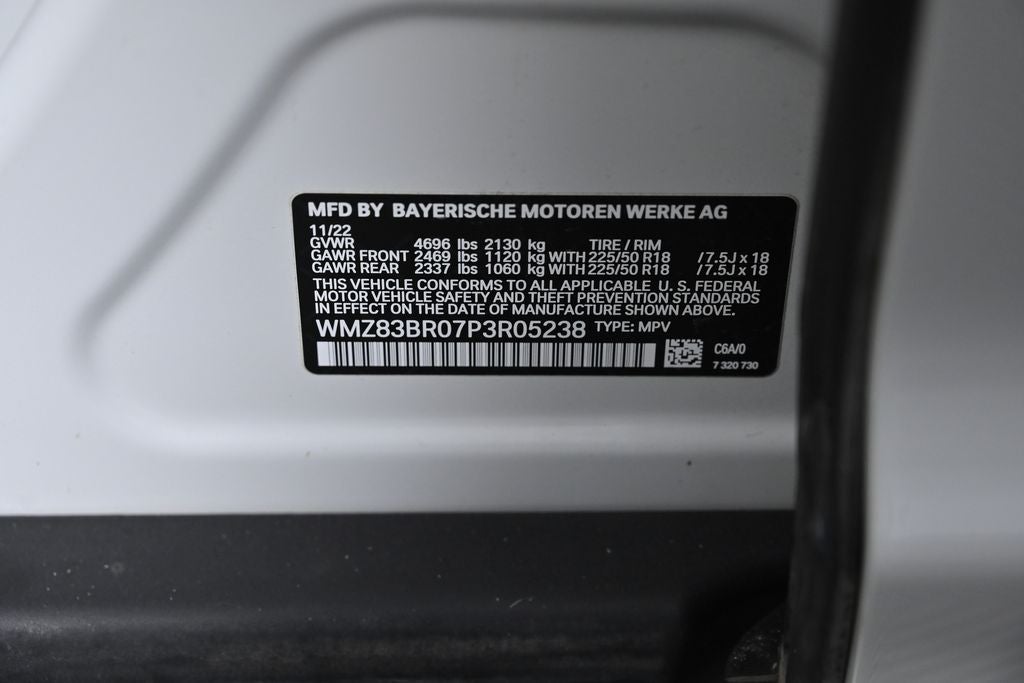 MFD BY BAYERISCHE MOTOREN WERKE AG
11/22
GVWR 4696 lbs 2130 kg TIRE / RIM
GAWR FRONT 2469 lbs 1120 kg WITH 225/50 R18 / 7.5J x 18
GAWR REAR 2337 lbs 1060 kg WITH 225/50 R18 / 7.5J x 18
THIS VEHICLE CONFORMS TO ALL APPLICABLE U. S. FEDERAL
MOTOR VEHICLE SAFETY AND THEFT PREVENTION STANDARDS
IN EFFECT ON THE DATE OF MANUFACTURE SHOWN ABOVE.
WMZ83BR07P3R05238 TYPE: MPV
C6A/0
7 320 730